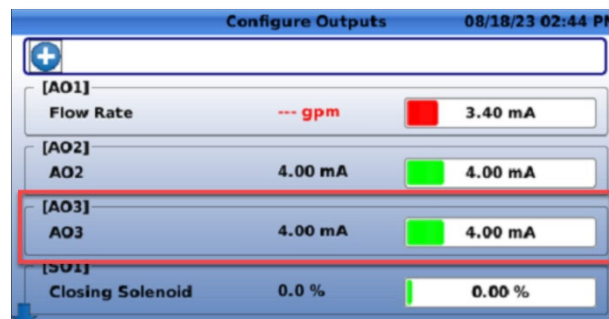 Configure Outputs 08/18/23 02:44 PM
[AO1]
Flow Rate --- gpm 3.40 mA
[AO2]
AO2 4.00 mA 4.00 mA
[AO3]
AO3 4.00 mA 4.00 mA
[SO1]
Closing Solenoid 0.0 % 0.00 %